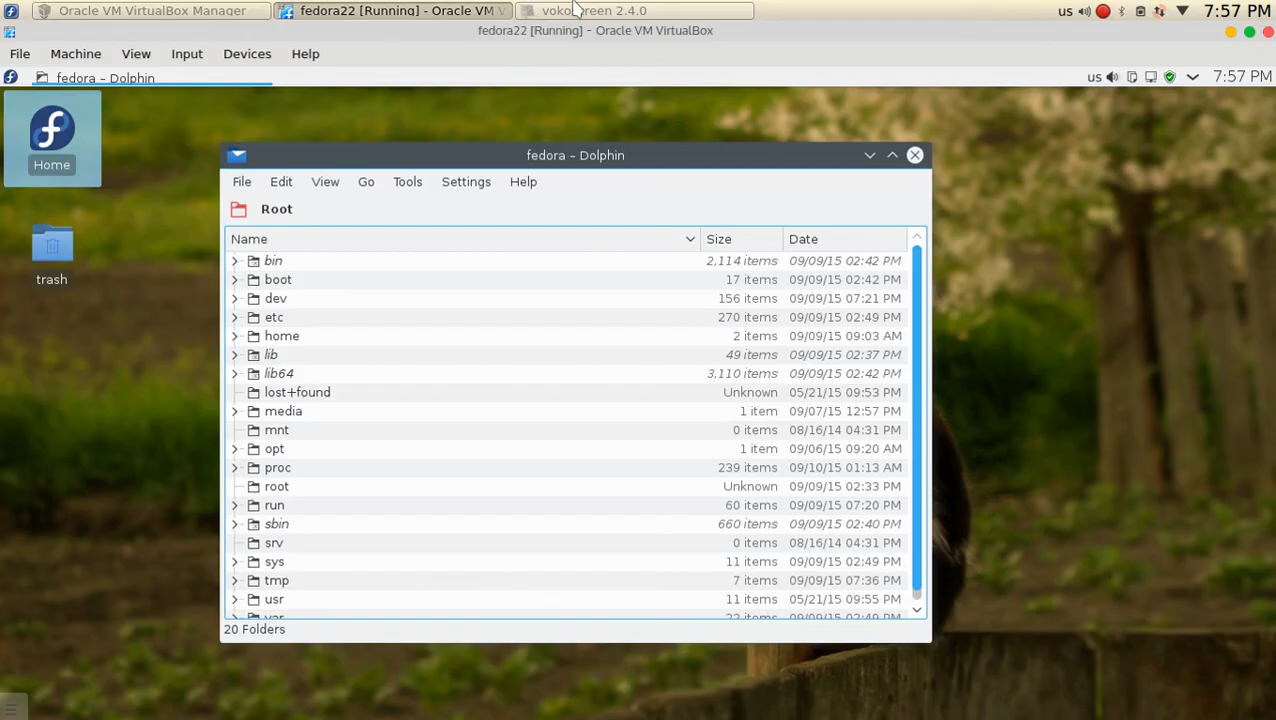 Oracle VM VirtualBox Manager
fedora22 [Running] - Oracle VM V
vokoscreen 2.4.0
us
7:57 PM
fedora22 [Running] - Oracle VM VirtualBox
File Machine View Input Devices Help
fedora – Dolphin
us
7:57 PM
Home
trash
fedora – Dolphin
File Edit View Go Tools Settings Help
Root
Name Size Date
bin 2,114 items 09/09/15 02:42 PM
boot 17 items 09/09/15 02:42 PM
dev 156 items 09/09/15 07:21 PM
etc 270 items 09/09/15 02:49 PM
home 2 items 09/09/15 09:03 AM
lib 49 items 09/09/15 02:37 PM
lib64 3,110 items 09/09/15 02:42 PM
lost+found Unknown 05/21/15 09:53 PM
media 1 item 09/07/15 12:57 PM
mnt 0 items 08/16/14 04:31 PM
opt 1 item 09/06/15 09:20 AM
proc 239 items 09/10/15 01:13 AM
root Unknown 09/09/15 02:33 PM
run 60 items 09/09/15 07:20 PM
sbin 660 items 09/09/15 02:40 PM
srv 0 items 08/16/14 04:31 PM
sys 11 items 09/09/15 02:49 PM
tmp 7 items 09/09/15 07:36 PM
usr 11 items 05/21/15 09:55 PM
var 22 items 09/09/15 02:49 PM
20 Folders